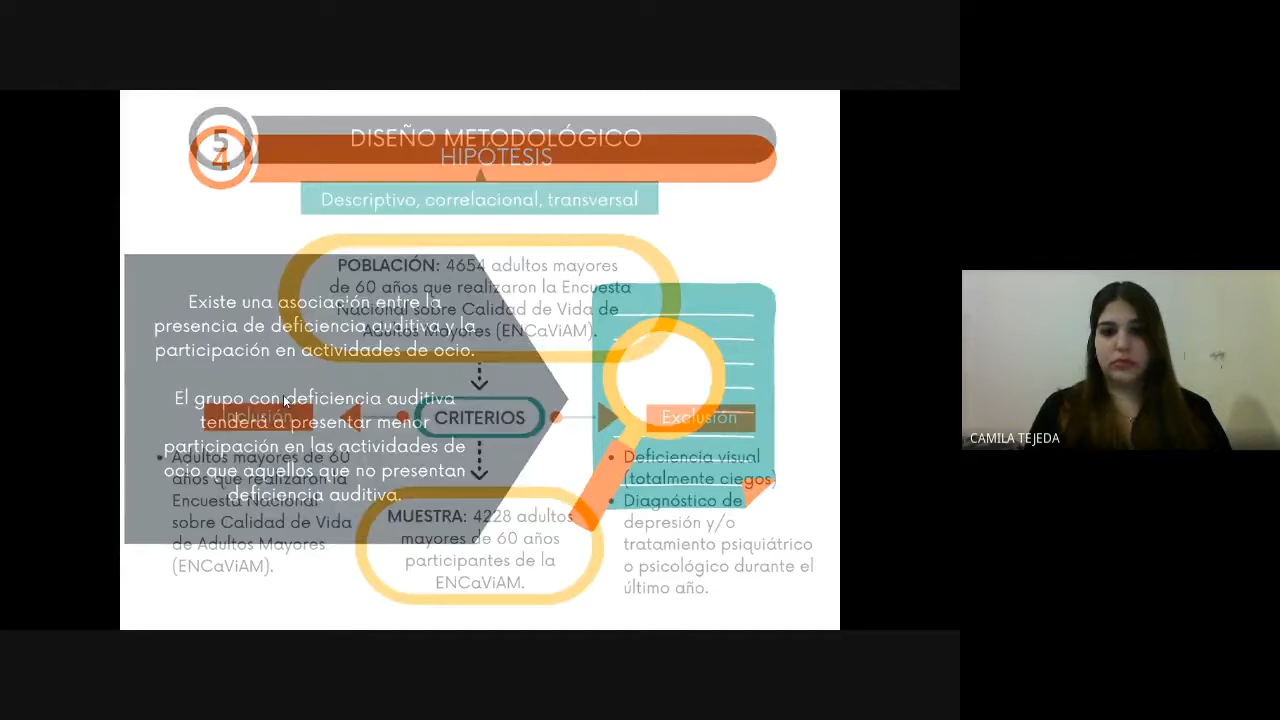 5
DISEÑO METODOLÓGICO
4
HIPÓTESIS
Descriptivo, correlacional, transversal
POBLACIÓN: 4654 adultos mayores
de 60 años que realizaron la Encuesta
Nacional sobre Calidad de Vida de
Adultos Mayores (ENCaViAM).
Existe una asociación entre la
presencia de deficiencia auditiva y la
participación en actividades de ocio.
El grupo con deficiencia auditiva
tenderá a presentar menor
participación en las actividades de
ocio que aquellos que no presentan
deficiencia auditiva.
Inclusión
CRITERIOS
Exclusión
• Adultos mayores de 60
años que realizaron la
Encuesta Nacional
sobre Calidad de Vida
de Adultos Mayores
(ENCaViAM).
MUESTRA: 4228 adultos
mayores de 60 años
participantes de la
ENCaViAM.
• Deficiencia visual
(totalmente ciegos)
• Diagnóstico de
depresión y/o
tratamiento psiquiátrico
o psicológico durante el
último año.
CAMILA TEJEDA